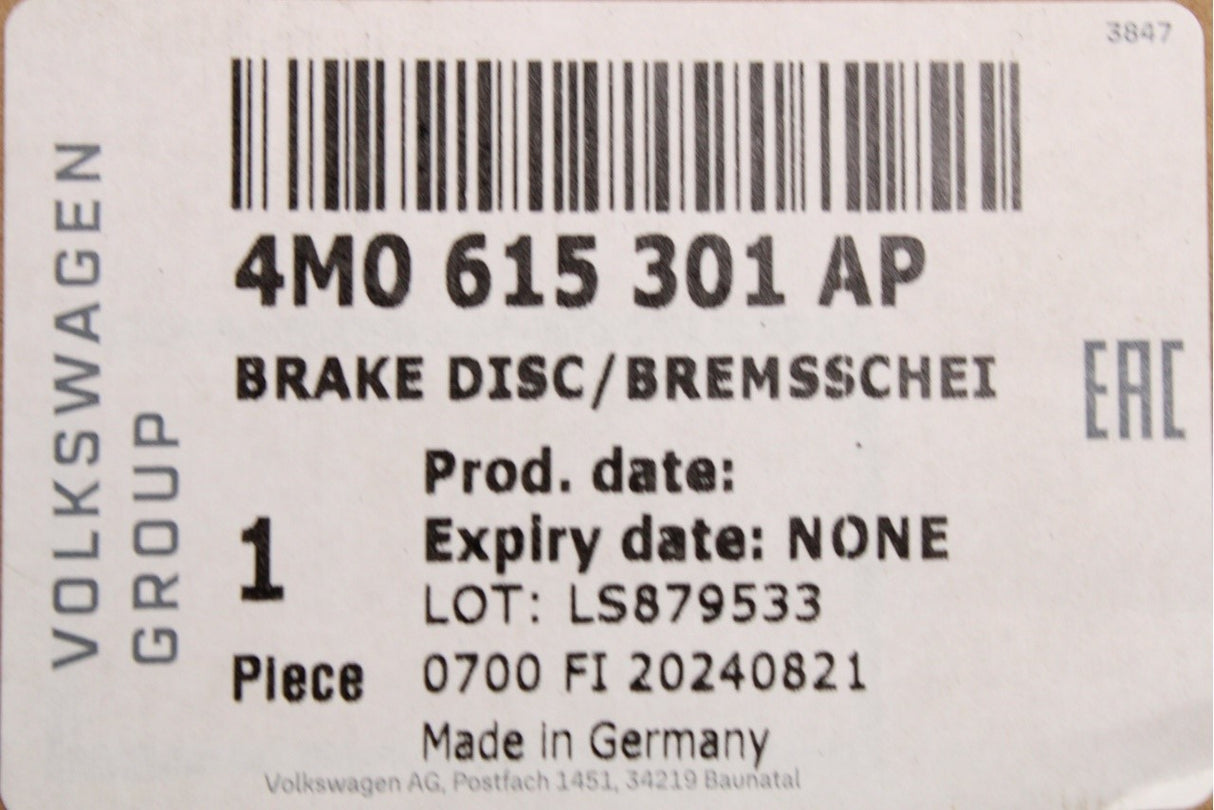 3847
VOLKSWAGEN
GROUP
4M0 615 301 AP
BRAKE DISC/BREMSSCHEI
EAC
Prod. date:
Expiry date: NONE
1
LOT: LS879533
Piece
0700 FI 20240821
Made in Germany
Volkswagen AG, Postfach 1451, 34219 Baunatal